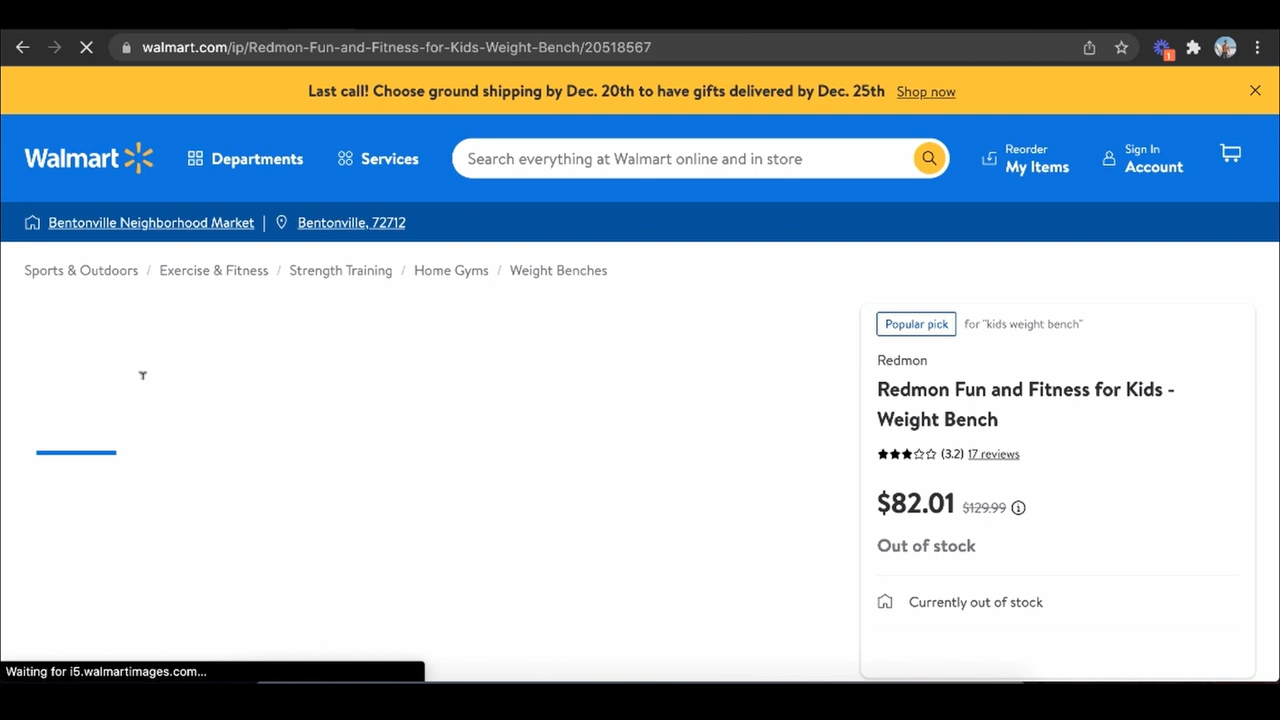 walmart.com/ip/Redmon-Fun-and-Fitness-for-Kids-Weight-Bench/20518567
1
Last call! Choose ground shipping by Dec. 20th to have gifts delivered by Dec. 25th Shop now
Walmart Departments Services Search everything at Walmart online and in store Reorder My Items Sign In Account
Bentonville Neighborhood Market | Bentonville, 72712
Sports & Outdoors / Exercise & Fitness / Strength Training / Home Gyms / Weight Benches
Popular pick for "kids weight bench"
Redmon
Redmon Fun and Fitness for Kids -
Weight Bench
(3.2) 17 reviews
$82.01 $129.99
Out of stock
Currently out of stock
Waiting for i5.walmartimages.com...